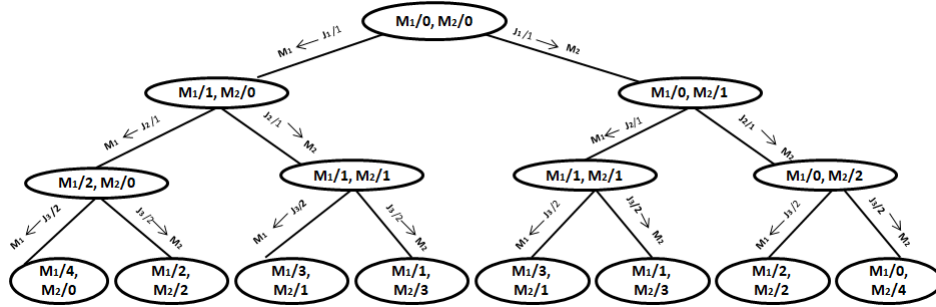 M₁/0, M₂/0
M₁ ← J₁/1
J₁/1 → M₂
M₁/1, M₂/0
M₁/0, M₂/1
M₁ ← J₂/1
J₂/1 → M₂
M₁ ← J₂/1
J₂/1 → M₂
M₁/2, M₂/0
M₁/1, M₂/1
M₁/1, M₂/1
M₁/0, M₂/2
M₁ ← J₃/2
J₃/2 → M₂
M₁ ← J₃/2
J₃/2 → M₂
M₁ ← J₃/2
J₃/2 → M₂
M₁ ← J₃/2
J₃/2 → M₂
M₁/4,
M₂/0
M₁/2,
M₂/2
M₁/3,
M₂/1
M₁/1,
M₂/3
M₁/3,
M₂/1
M₁/1,
M₂/3
M₁/2,
M₂/2
M₁/0,
M₂/4